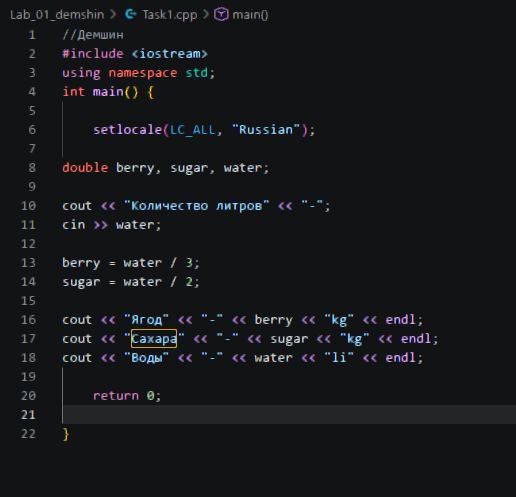 Lab_01_demshin > Task1.cpp > main()
1 //Демшин
2 #include <iostream>
3 using namespace std;
4 int main() {
5
6 setlocale(LC_ALL, "Russian");
7
8 double berry, sugar, water;
9
10 cout << "Количество литров" << "-";
11 cin >> water;
12
13 berry = water / 3;
14 sugar = water / 2;
15
16 cout << "Ягод" << "-" << berry << "kg" << endl;
17 cout << "Сахара" << "-" << sugar << "kg" << endl;
18 cout << "Воды" << "-" << water << "li" << endl;
19
20 return 0;
21
22 }